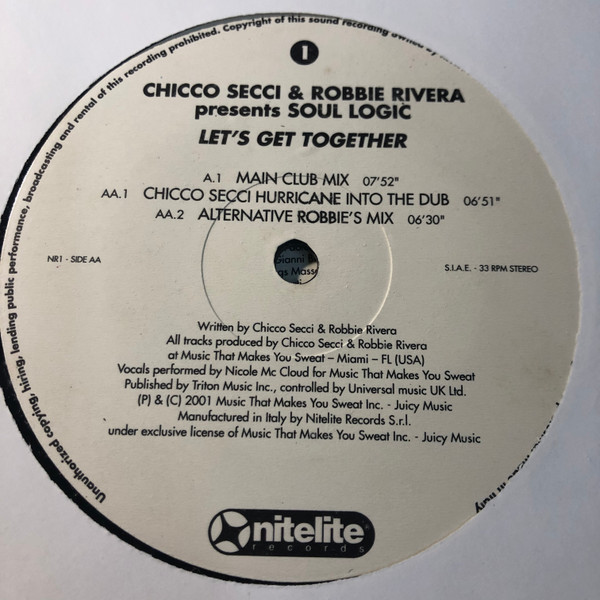 Unauthorized copying, hiring, lending public performance, broadcasting and rental of this recording prohibited. Copyright of this sound recording owned by
1
CHICCO SECCI & ROBBIE RIVERA
presents SOUL LOGIC
LET'S GET TOGETHER
A.1 MAIN CLUB MIX 07'52"
AA.1 CHICCO SECCI HURRICANE INTO THE DUB 06'51"
AA.2 ALTERNATIVE ROBBIE'S MIX 06'30"
NR1 - SIDE AA
S.I.A.E. - 33 RPM STEREO
Gianni
Written by Chicco Secci & Robbie Rivera
All tracks produced by Chicco Secci & Robbie Rivera
at Music That Makes You Sweat – Miami – FL (USA)
Vocals performed by Nicole Mc Cloud for Music That Makes You Sweat
Published by Triton Music Inc., controlled by Universal music UK Ltd.
(P) & (C) 2001 Music That Makes You Sweat Inc. - Juicy Music
Manufactured in Italy by Nitelite Records S.r.l.
under exclusive license of Music That Makes You Sweat Inc. - Juicy Music
nitelite®
records